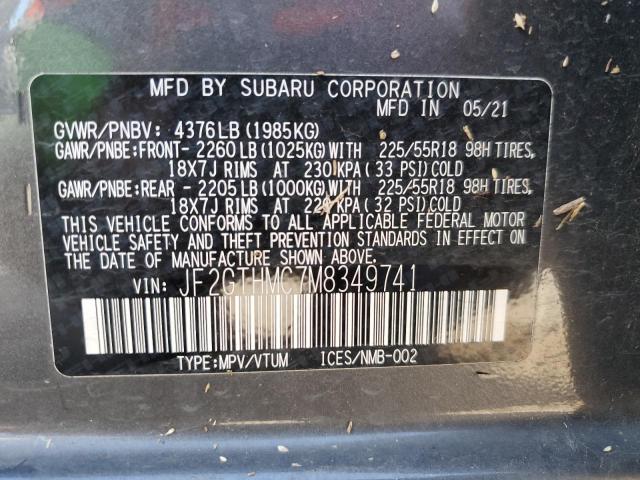 MFD BY SUBARU CORPORATION
MFD IN 05/21
GVWR/PNBV: 4376LB(1985KG)
GAWR/PNBE:FRONT- 2260LB(1025KG)WITH 225/55R18 98H TIRES,
18X7J RIMS AT 230KPA( 33 PSI)COLD
GAWR/PNBE:REAR - 2205LB(1000KG)WITH 225/55R18 98H TIRES,
18X7J RIMS AT KPA( 32 PSI)COLD
THIS VEHICLE CONFORMS TO ALL APPLICABLE FEDERAL MOTOR
VEHICLE SAFETY AND THEFT PREVENTION STANDARDS IN EFFECT ON
THE DATE OF MANUFACTURE SHOWN ABOVE.
VIN: JF2GTHMC7M8349741
TYPE:MPV/VTUM ICES/NMB-002